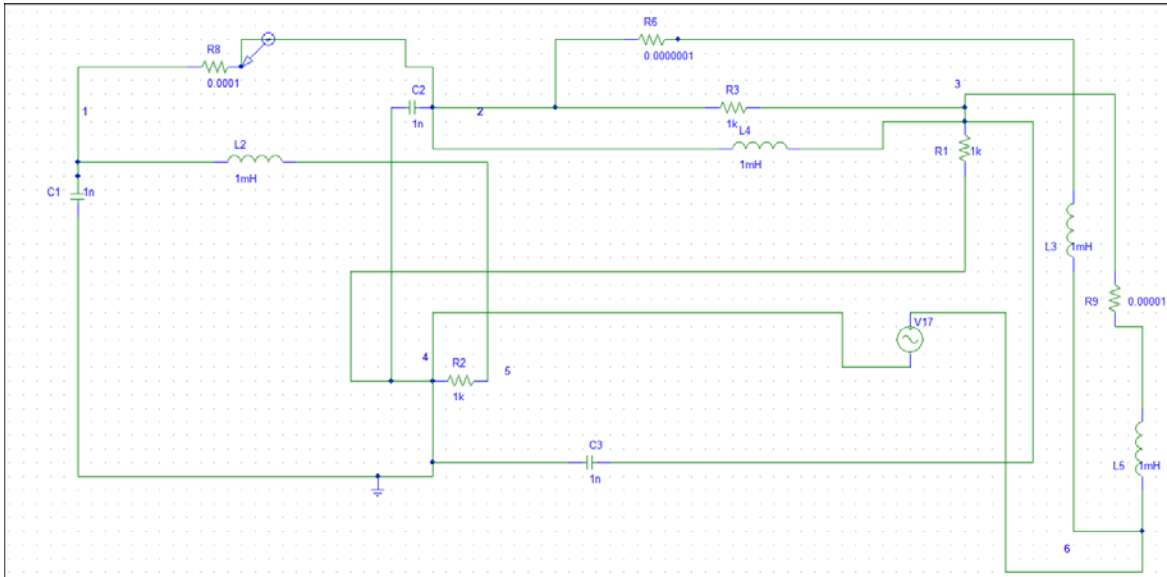 R6
0.0000001
R8
0.0001
C2
1n
1
2
R3
1k
3
L4
1mH
R1
1k
L2
1mH
C1
1n
L3
1mH
R9
0.00001
V17
4
R2
1k
5
C3
1n
L5
1mH
6